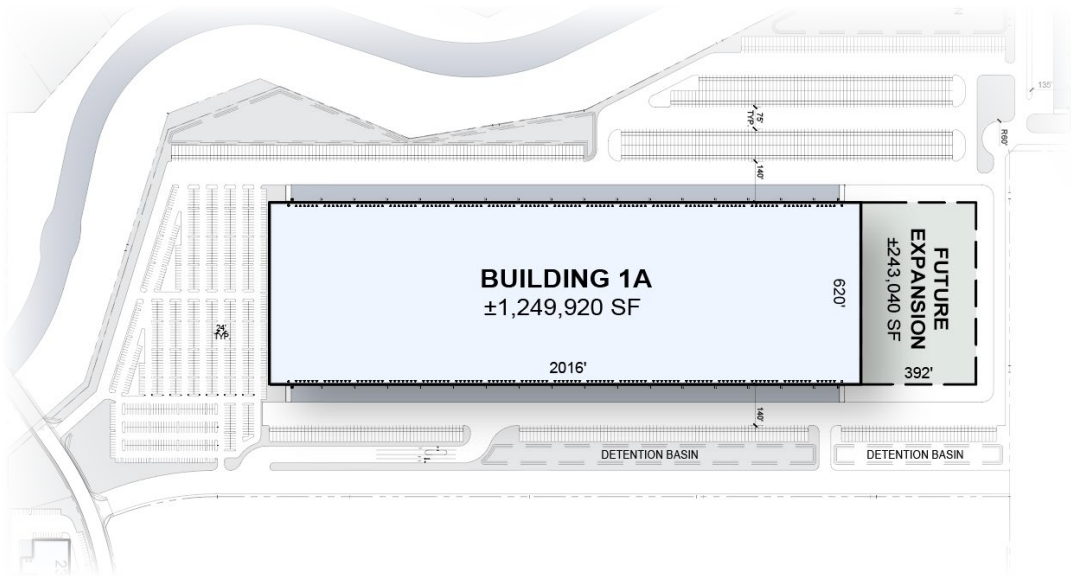 135'
75'
TYP
R60'
140'
BUILDING 1A
±1,249,920 SF
620'
FUTURE
EXPANSION
±243,040 SF
24'
TYP.
2016'
392'
140'
DETENTION BASIN
DETENTION BASIN